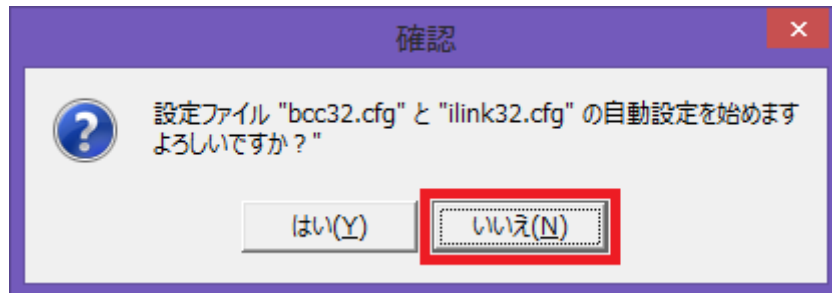 確認
設定ファイル "bcc32.cfg" と "ilink32.cfg" の自動設定を始めます
よろしいですか？"
はい(Y)
いいえ(N)